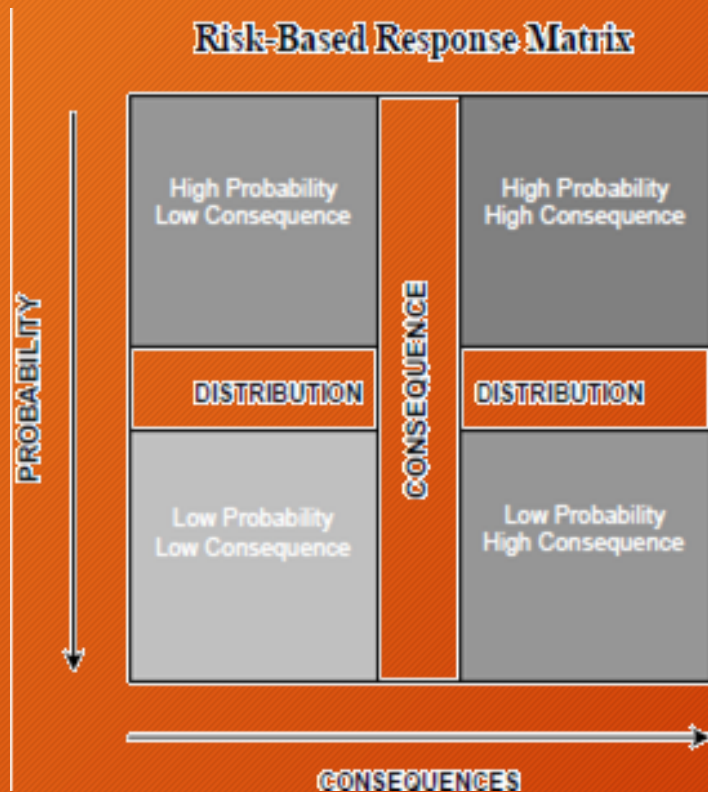 Risk-Based Response Matrix
High Probability
Low Consequence
High Probability
High Consequence
PROBABILITY
DISTRIBUTION
CONSEQUENCE
DISTRIBUTION
Low Probability
Low Consequence
Low Probability
High Consequence
CONSEQUENCES